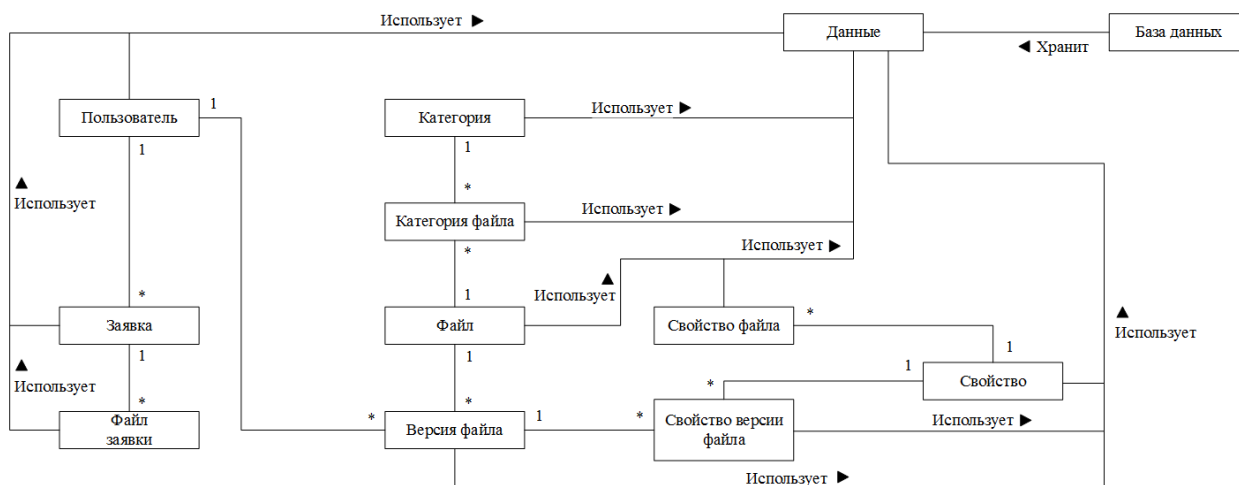 Использует ►
Данные
База данных
◄ Хранит
Пользователь
1
Категория
Использует ►
1
1
▲
Использует
*
Категория файла
Использует ►
*
Использует ►
▲
Использует
*
1
Заявка
Файл
Свойство файла
*
▲
Использует
1
1
1
1
▲
Использует
*
*
*
Свойство
Файл
заявки
*
Версия файла
1
*
Свойство версии
файла
Использует ►
Использует ►